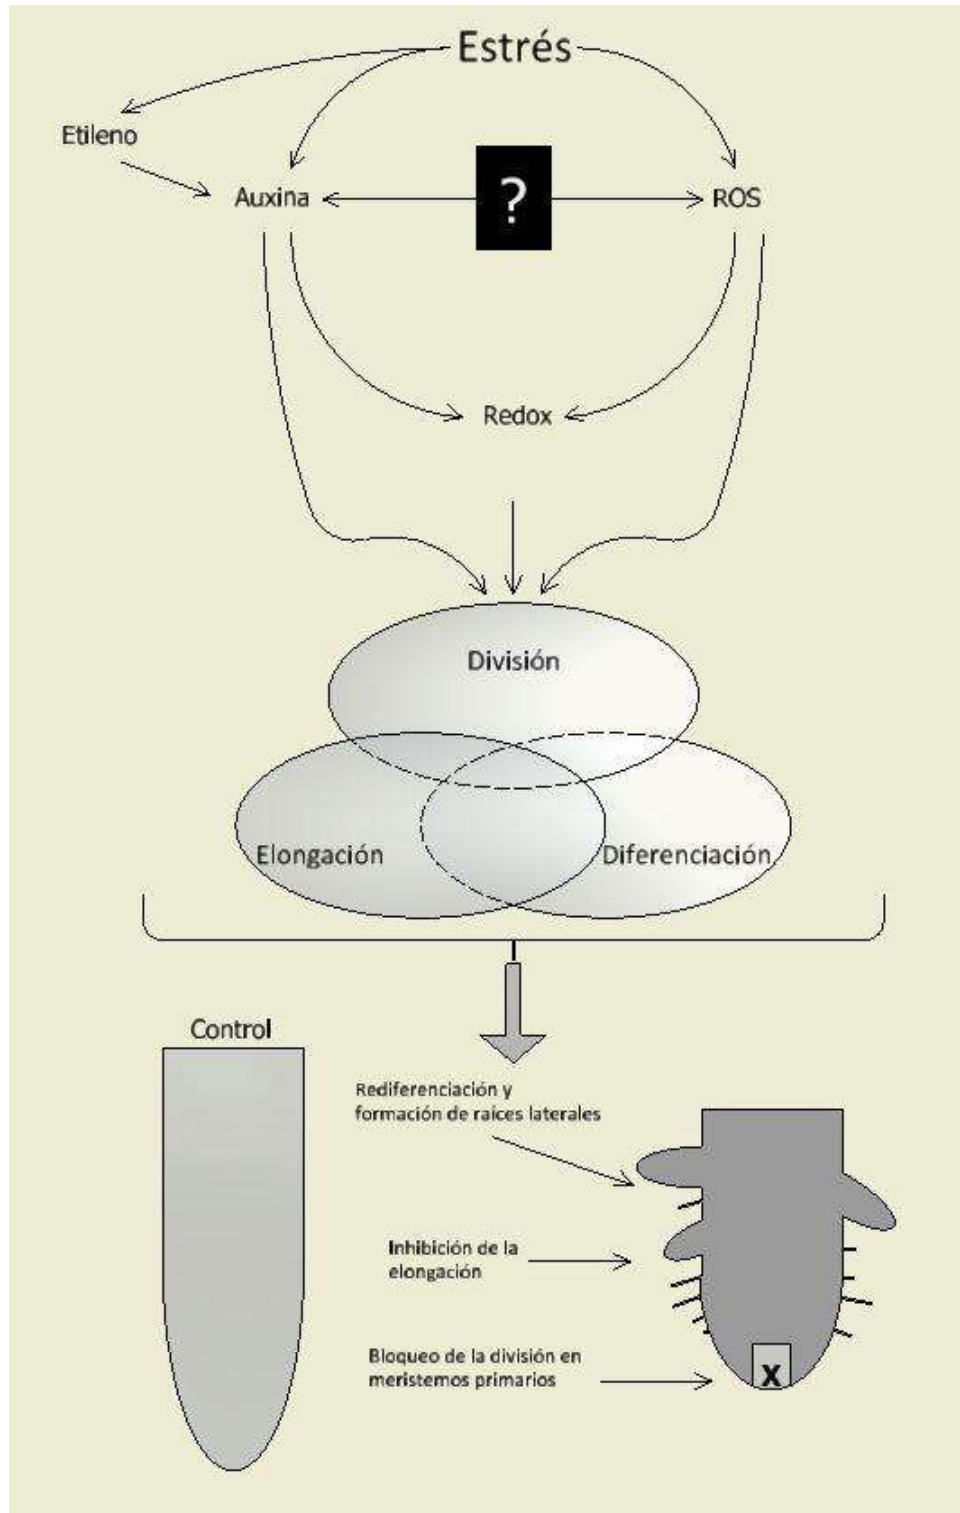 Estrés
Etileno
Auxina
?
ROS
Redox
División
Elongación
Diferenciación
Control
Rediferenciación y
formación de raíces laterales
Inhibición de la
elongación
Bloqueo de la división en
meristemos primarios
X